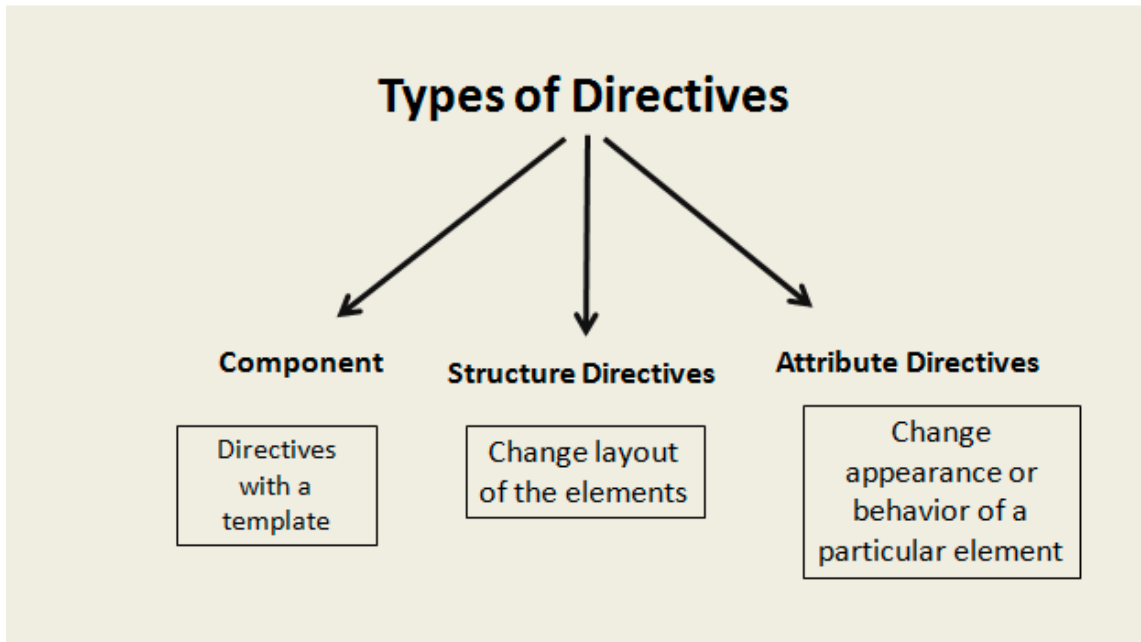 Types of Directives
Component
Directives
with a
template
Structure Directives
Change layout
of the elements
Attribute Directives
Change
appearance or
behavior of a
particular element